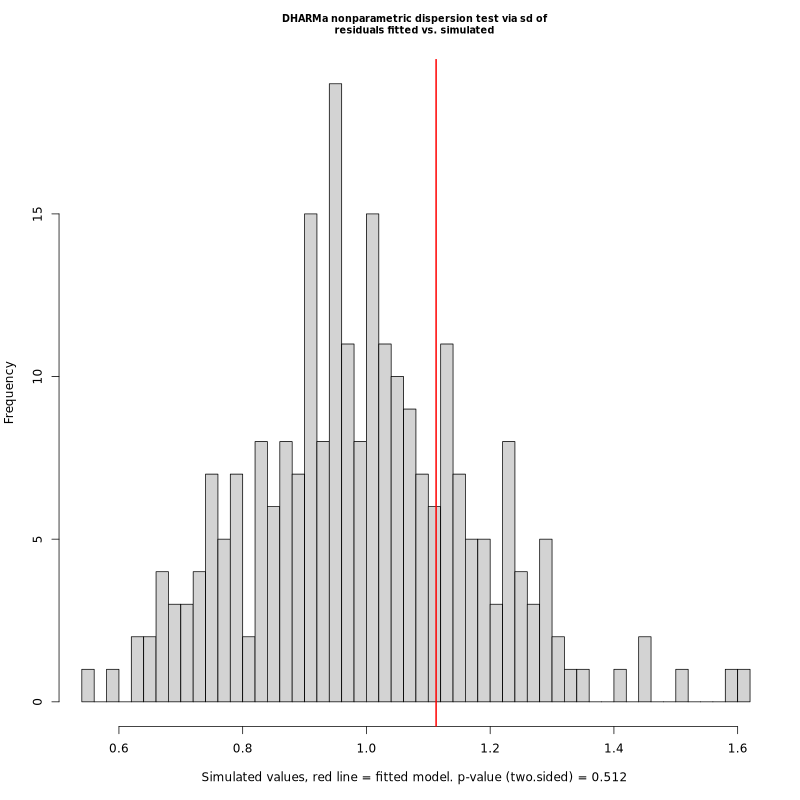 DHARMa nonparametric dispersion test via sd of
residuals fitted vs. simulated
Frequency
15
10
5
0
0.6 0.8 1.0 1.2 1.4 1.6
Simulated values, red line = fitted model. p-value (two.sided) = 0.512